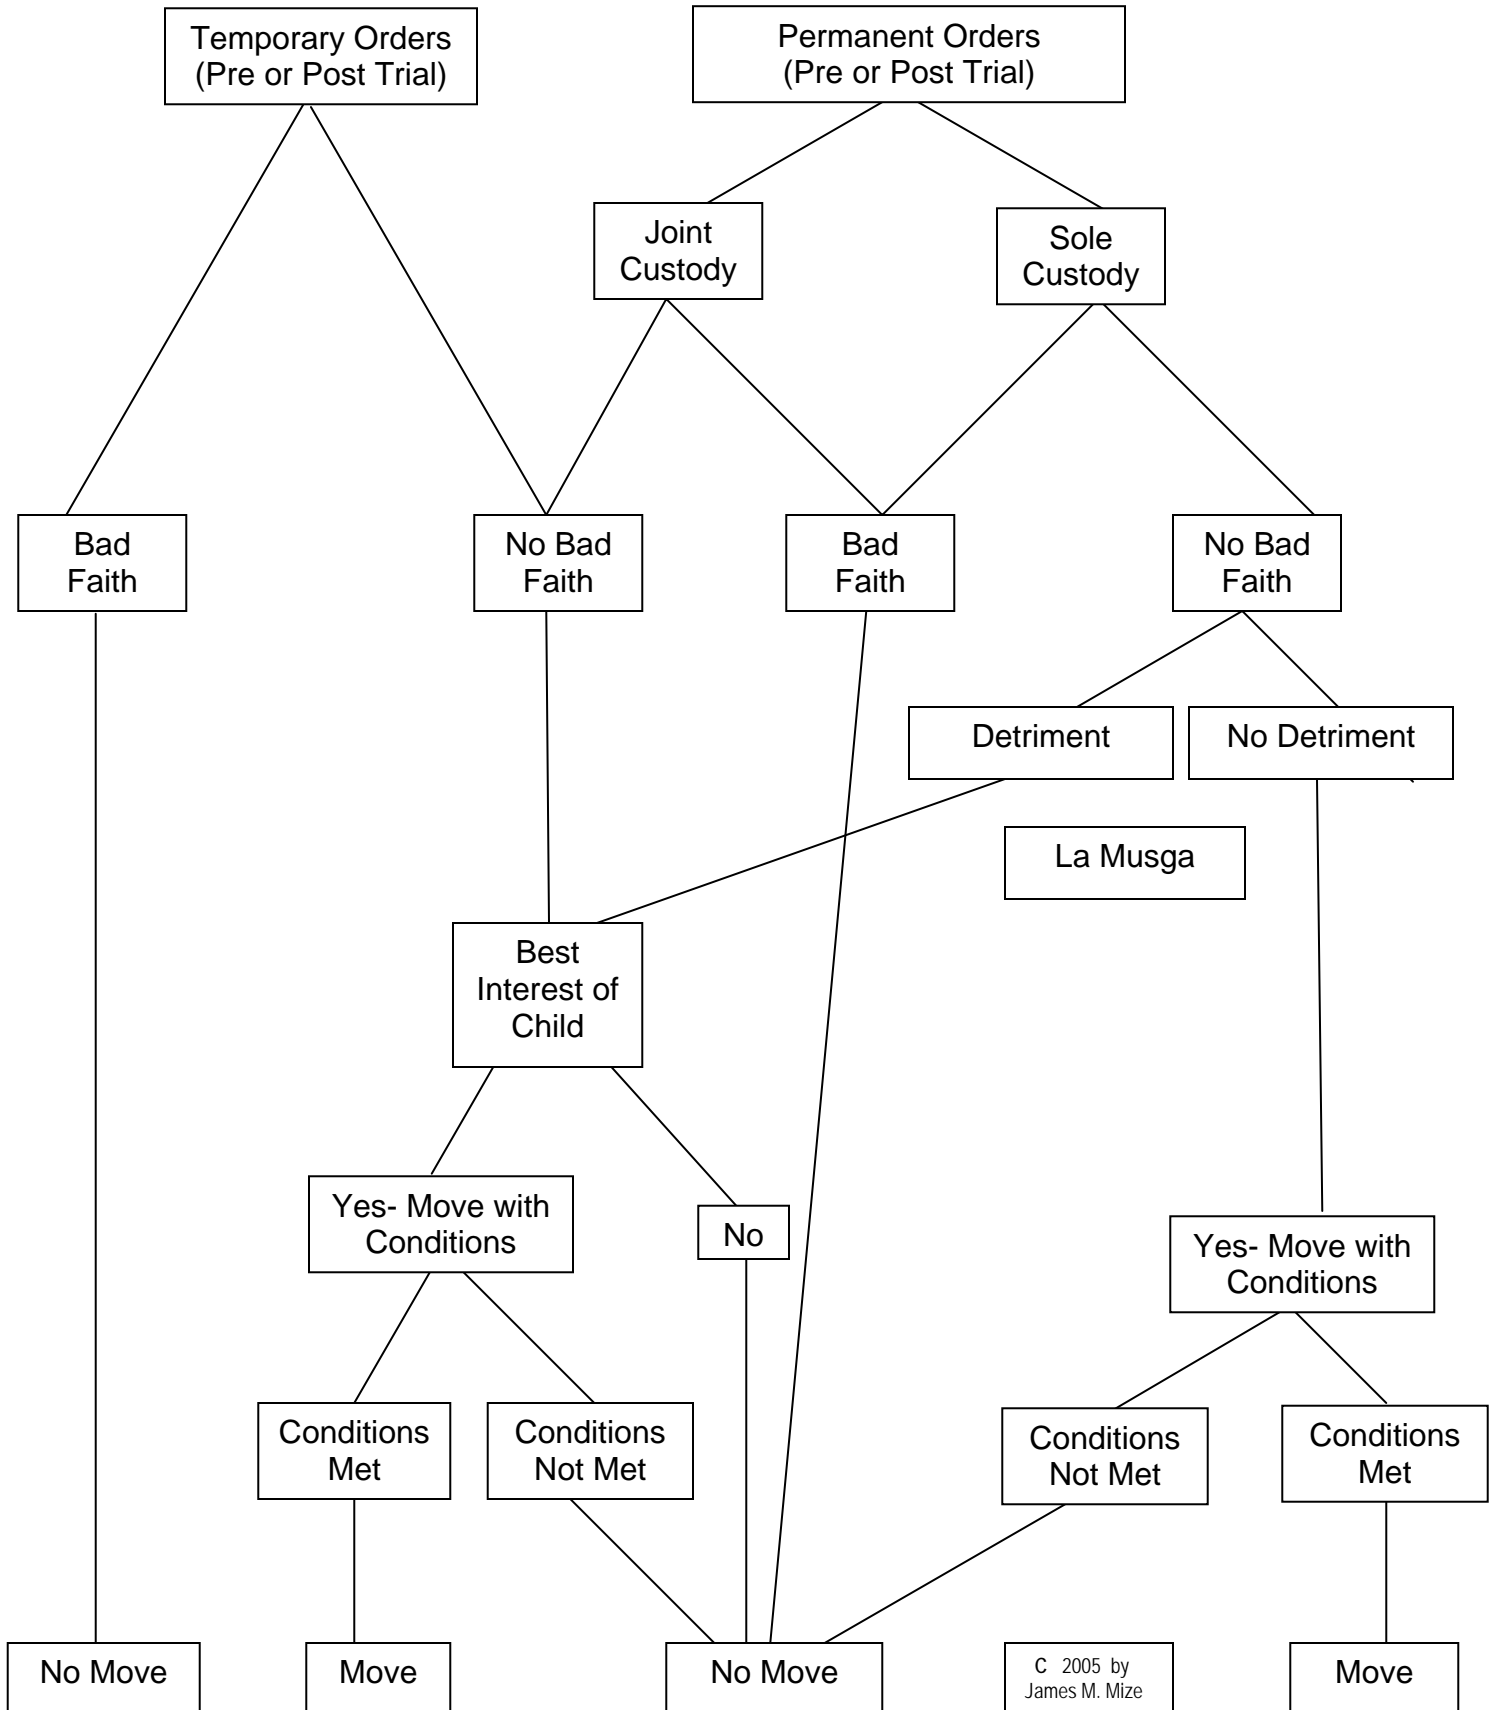 Temporary Orders
(Pre or Post Trial)
Permanent Orders
(Pre or Post Trial)
Joint
Custody
Sole
Custody
Bad
Faith
No Bad
Faith
Bad
Faith
No Bad
Faith
Detriment
No Detriment
La Musga
Best
Interest of
Child
Yes- Move with
Conditions
No
Yes- Move with
Conditions
Conditions
Met
Conditions
Not Met
Conditions
Not Met
Conditions
Met
No Move
Move
No Move
C 2005 by
James M. Mize
Move